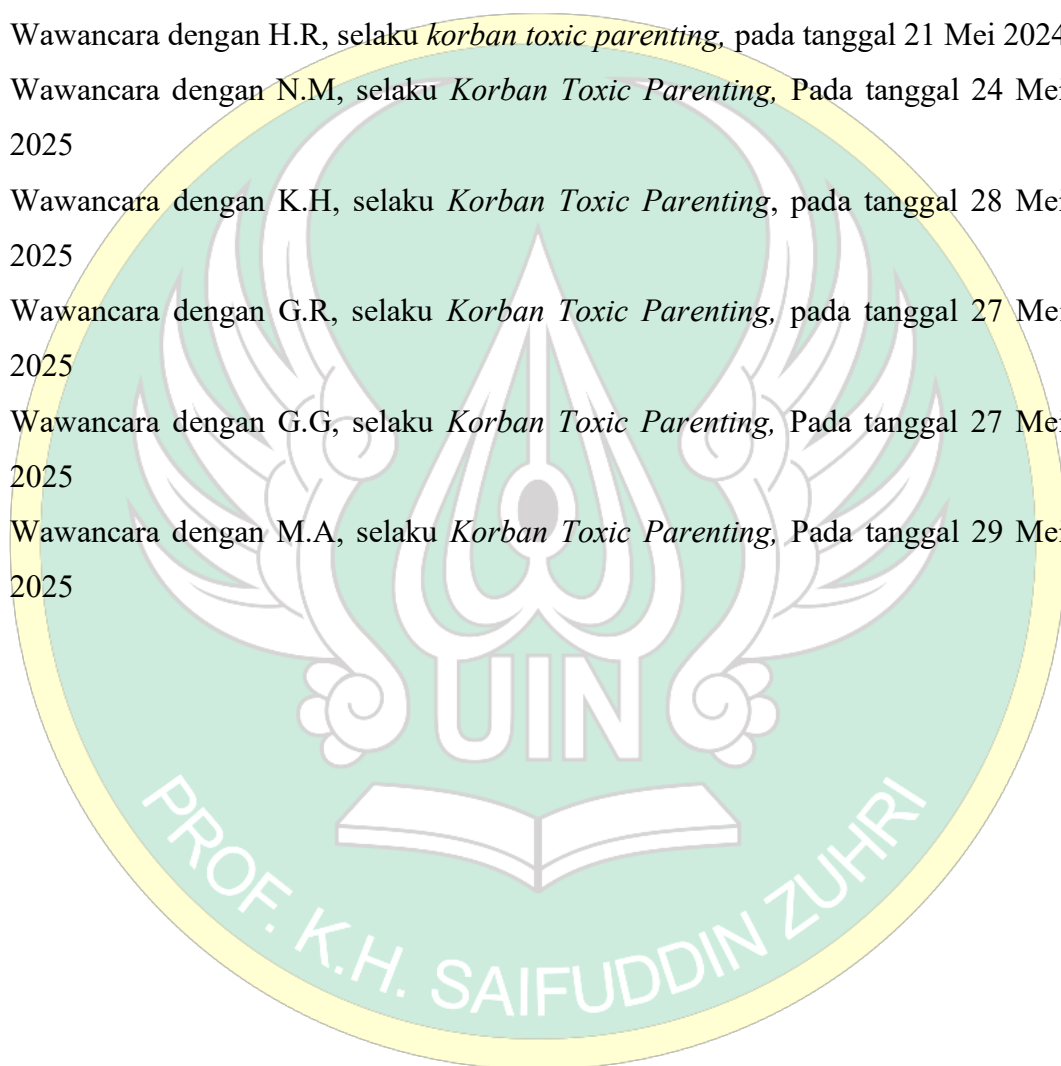 Wawancara dengan H.R, selaku korban toxic parenting, pada tanggal 21 Mei 2024
Wawancara dengan N.M, selaku Korban Toxic Parenting, Pada tanggal 24 Mei
2025
Wawancara dengan K.H, selaku Korban Toxic Parenting, pada tanggal 28 Mei
2025
Wawancara dengan G.R, selaku Korban Toxic Parenting, pada tanggal 27 Mei
2025
Wawancara dengan G.G, selaku Korban Toxic Parenting, Pada tanggal 27 Mei
2025
Wawancara dengan M.A, selaku Korban Toxic Parenting, Pada tanggal 29 Mei
2025
UIN
PROF. K.H. SAIFUDDIN ZUHRI